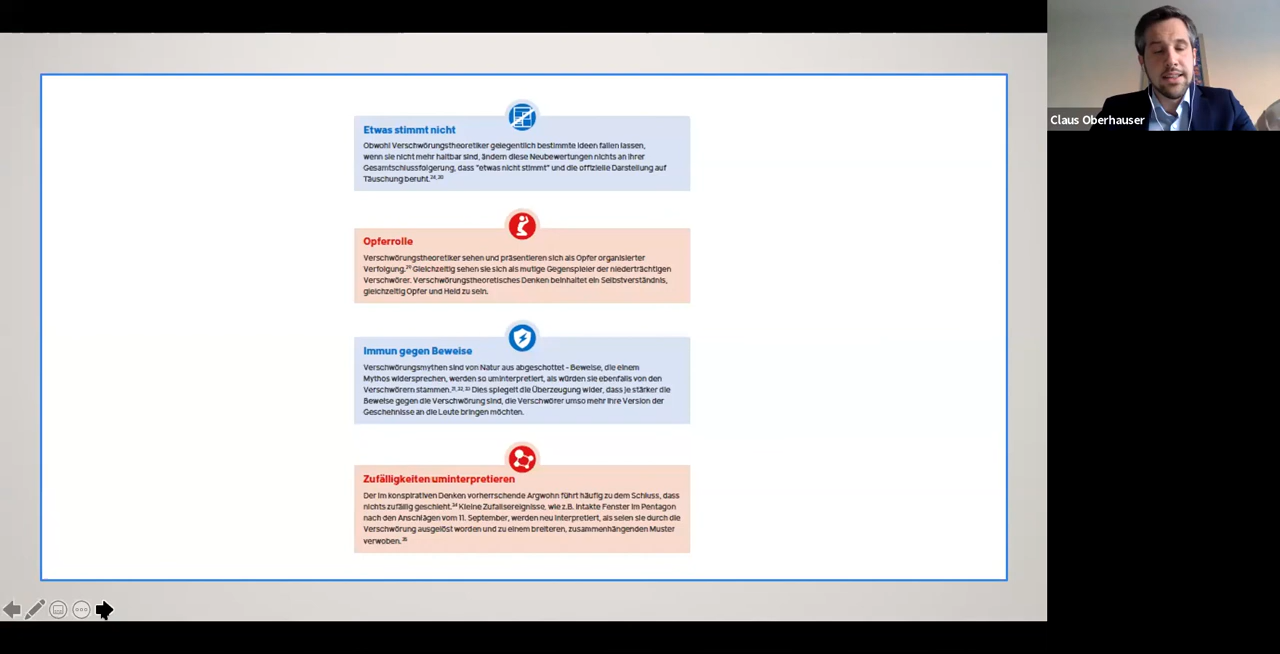 Etwas stimmt nicht
Obwohl Verschwörungstheoretiker gelegentlich bestimmte Ideen fallen lassen,
wenn sie nicht mehr haltbar sind, ändern diese Neubewertungen nichts an ihrer
Gesamtschlussfolgerung, dass "etwas nicht stimmt" und die offizielle Darstellung auf
Täuschung beruht.24, 30
Opferrolle
Verschwörungstheoretiker sehen und präsentieren sich als Opfer organisierter
Verfolgung.29 Gleichzeitig sehen sie sich als mutige Gegenspieler der niederträchtigen
Verschwörer. Verschwörungstheoretisches Denken beinhaltet ein Selbstverständnis,
gleichzeitig Opfer und Held zu sein.
Immun gegen Beweise
Verschwörungsmythen sind von Natur aus abgeschottet - Beweise, die einem
Mythos widersprechen, werden so uminterpretiert, als würden sie ebenfalls von den
Verschwörern stammen.31, 32, 33 Dies spiegelt die Überzeugung wider, dass je stärker die
Beweise gegen die Verschwörung sind, die Verschwörer umso mehr ihre Version der
Geschehnisse an die Leute bringen möchten.
Zufälligkeiten uminterpretieren
Der im konspirativen Denken vorherrschende Argwohn führt häufig zu dem Schluss, dass
nichts zufällig geschieht.34 Kleine Zufallsereignisse, wie z.B. intakte Fenster im Pentagon
nach den Anschlägen vom 11. September, werden neu interpretiert, als seien sie durch die
Verschwörung ausgelöst worden und zu einem breiteren, zusammenhängenden Muster
verwoben.35
Claus Oberhauser